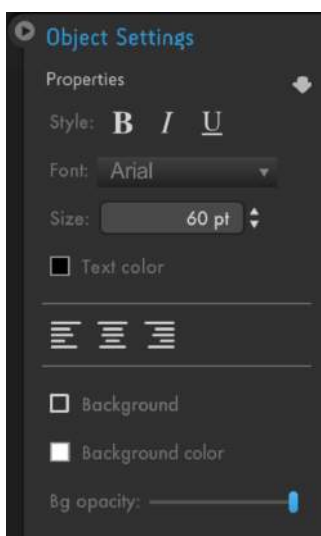 Object Settings
Properties
Style: B I U
Font: Arial
Size: 60 pt
Text color
Background
Background color
Bg opacity: